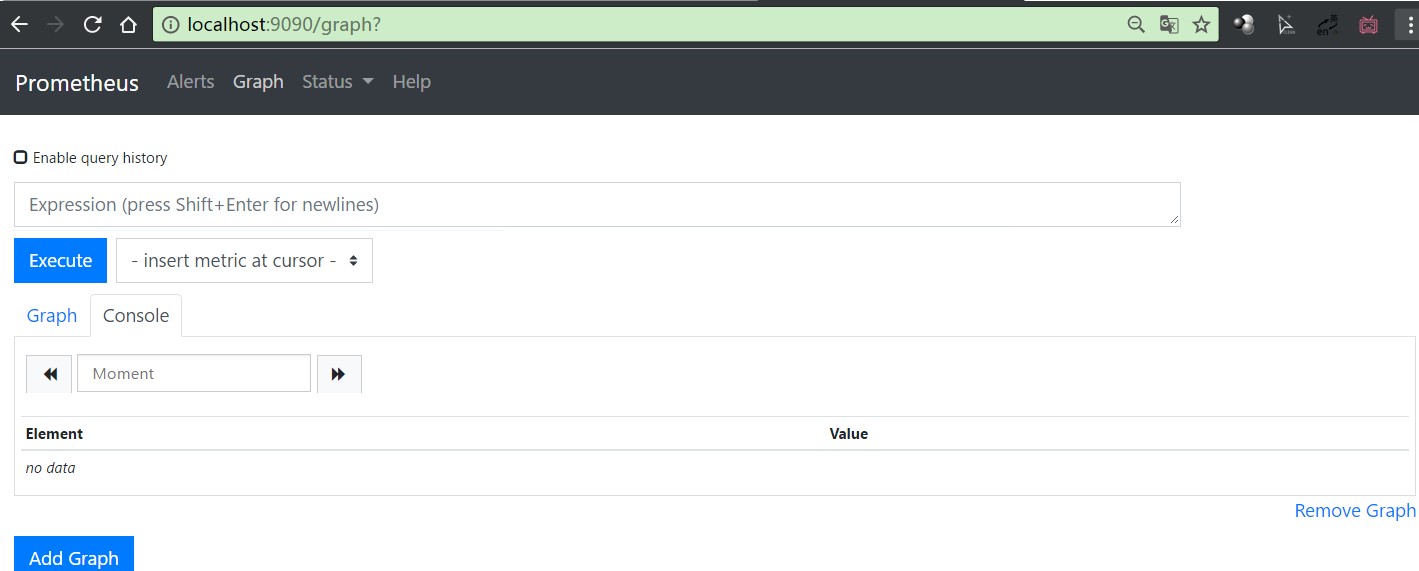 localhost:9090/graph?
Prometheus Alerts Graph Status Help
Enable query history
Expression (press Shift+Enter for newlines)
Execute - insert metric at cursor -
Graph Console
Moment
Element Value
no data
Remove Graph
Add Graph